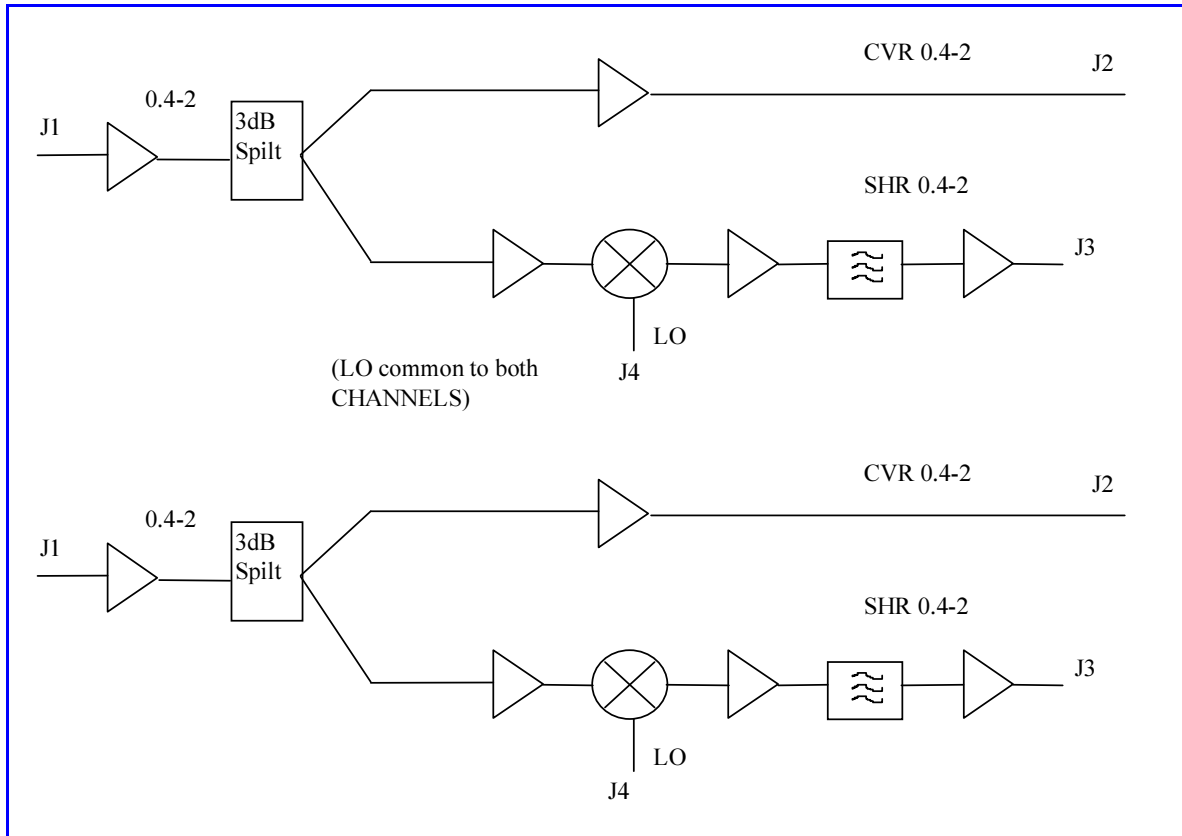 CVR 0.4-2
J2
0.4-2
J1
3dB
Spilt
SHR 0.4-2
J3
LO
J4
(LO common to both
CHANNELS)
CVR 0.4-2
J2
0.4-2
J1
3dB
Spilt
SHR 0.4-2
J3
LO
J4